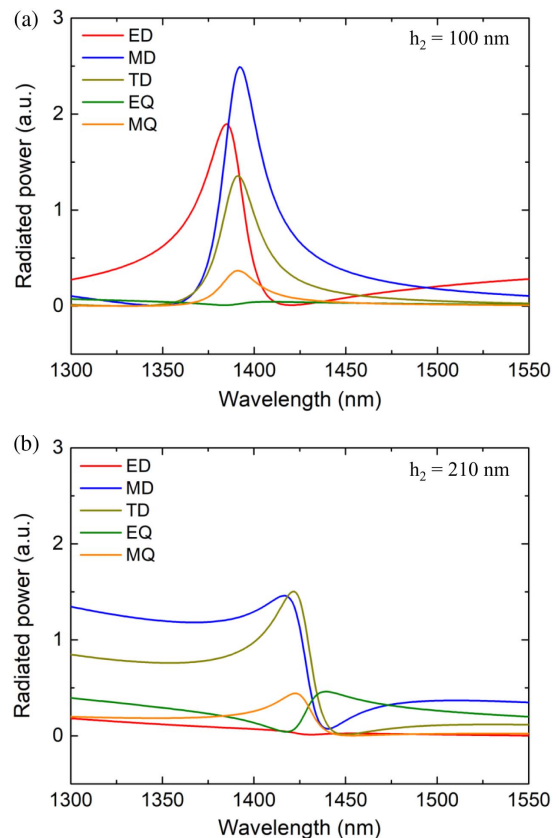 (a)
ED
MD
TD
EQ
MQ
h₂ = 100 nm
Radiated power (a.u.)
3
2
1
0
1300 1350 1400 1450 1500 1550
Wavelength (nm)
(b)
ED
MD
TD
EQ
MQ
h₂ = 210 nm
Radiated power (a.u.)
3
2
1
0
1300 1350 1400 1450 1500 1550
Wavelength (nm)